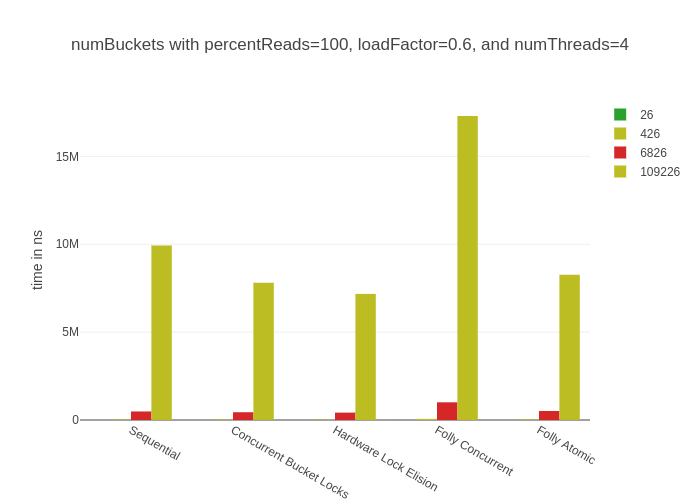 numBuckets with percentReads=100, loadFactor=0.6, and numThreads=4
26
426
6826
109226
15M
10M
5M
0
time in ns
Sequential
Concurrent Bucket Locks
Hardware Lock Elision
Folly Concurrent
Folly Atomic